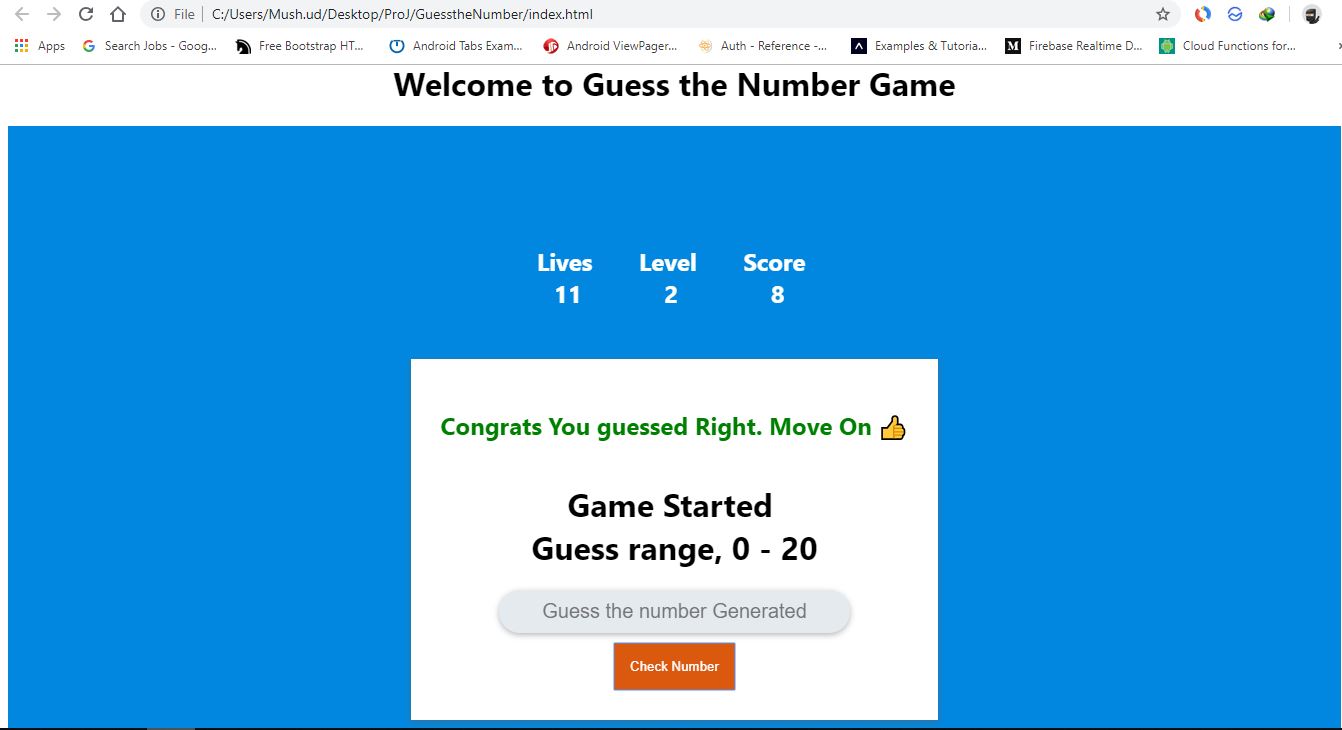 File C:/Users/Mush.ud/Desktop/ProJ/GuesstheNumber/index.html
Apps Search Jobs - Goog... Free Bootstrap HT... Android Tabs Exam... Android ViewPager... Auth - Reference -... Examples & Tutoria... Firebase Realtime D... Cloud Functions for...
Welcome to Guess the Number Game
Lives Level Score
11 2 8
Congrats You guessed Right. Move On 👍
Game Started
Guess range, 0 - 20
Guess the number Generated
Check Number